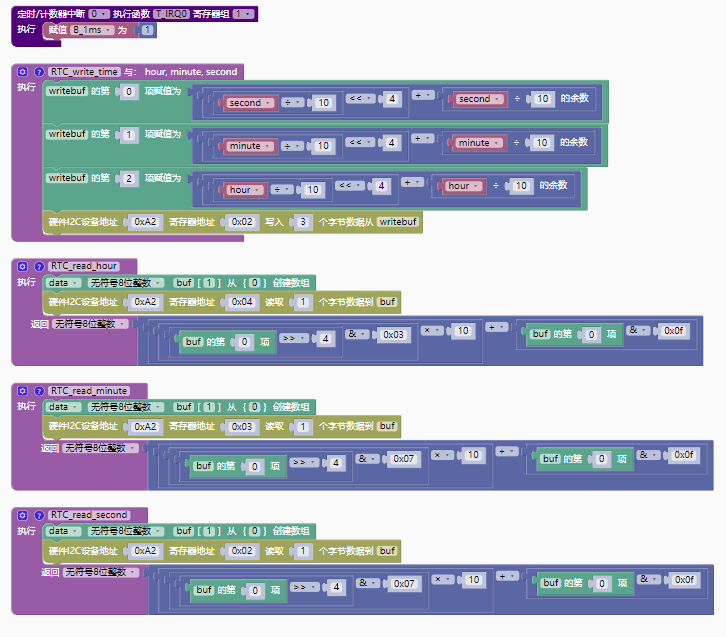 定时/计数器中断 0 执行函数 T_IRQ0 寄存器组 1
执行 赋值 B_1ms 为 1
RTC_write_time 与: hour, minute, second
执行 writebuf 的第 0 项赋值为 second ÷ 10 << 4 + second ÷ 10 的余数
writebuf 的第 1 项赋值为 minute ÷ 10 << 4 + minute ÷ 10 的余数
writebuf 的第 2 项赋值为 hour ÷ 10 << 4 + hour ÷ 10 的余数
硬件I2C设备地址 0xA2 寄存器地址 0x02 写入 3 个字节数据从 writebuf
RTC_read_hour
执行 data 无符号8位整数 buf [ 1 ] 从 { 0 } 创建数组
硬件I2C设备地址 0xA2 寄存器地址 0x04 读取 1 个字节数据到 buf
返回 无符号8位整数 buf 的第 0 项 >> 4 & 0x03 × 10 + buf 的第 0 项 & 0x0f
RTC_read_minute
执行 data 无符号8位整数 buf [ 1 ] 从 { 0 } 创建数组
硬件I2C设备地址 0xA2 寄存器地址 0x03 读取 1 个字节数据到 buf
返回 无符号8位整数 buf 的第 0 项 >> 4 & 0x07 × 10 + buf 的第 0 项 & 0x0f
RTC_read_second
执行 data 无符号8位整数 buf [ 1 ] 从 { 0 } 创建数组
硬件I2C设备地址 0xA2 寄存器地址 0x02 读取 1 个字节数据到 buf
返回 无符号8位整数 buf 的第 0 项 >> 4 & 0x07 × 10 + buf 的第 0 项 & 0x0f